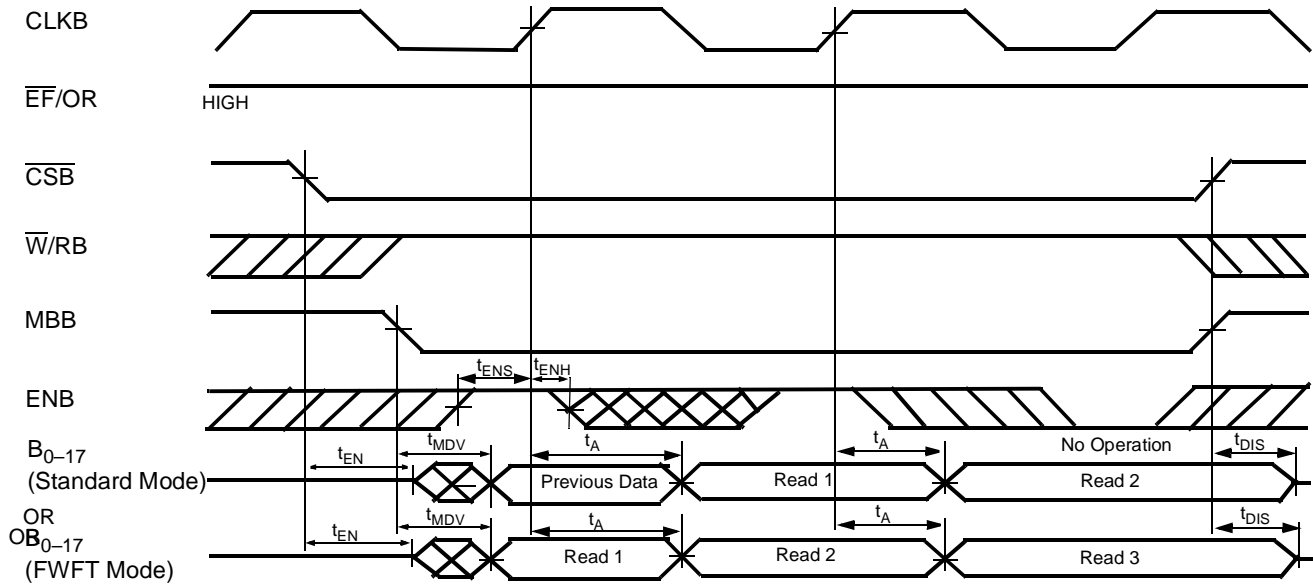 CLKB
EF/OR
HIGH
CSB
W/RB
MBB
ENB
tENS
tENH
B0–17
(Standard Mode)
tEN
tMDV
tA
tA
No Operation
tDIS
Previous Data
Read 1
Read 2
OR
OR
B0–17
(FWFT Mode)
tEN
tMDV
tA
tA
tDIS
Read 1
Read 2
Read 3